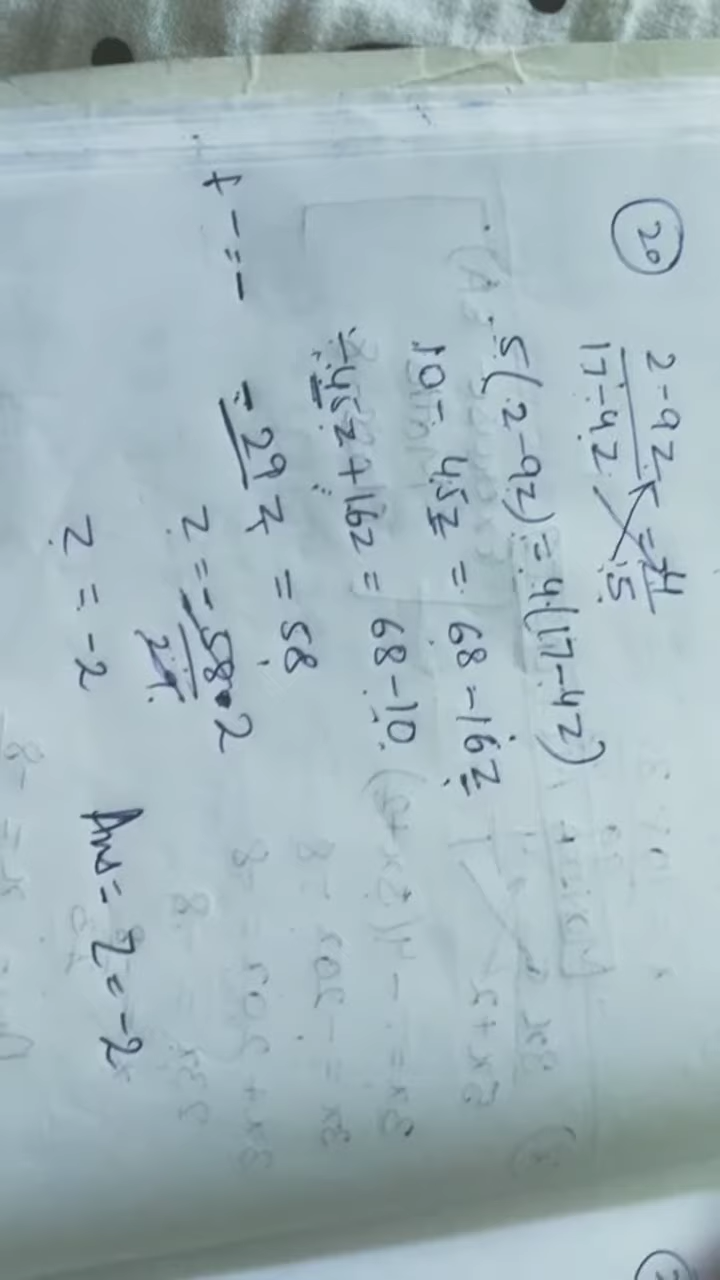 20
2-9z/17-4z = 4/5
5(2-9z) = 4(17-4z)
10-45z = 68-16z
-45z+16z = 68-10
+ - = -
-29z = 58
z = -58/29 2
z = -2
Ans = z = -2